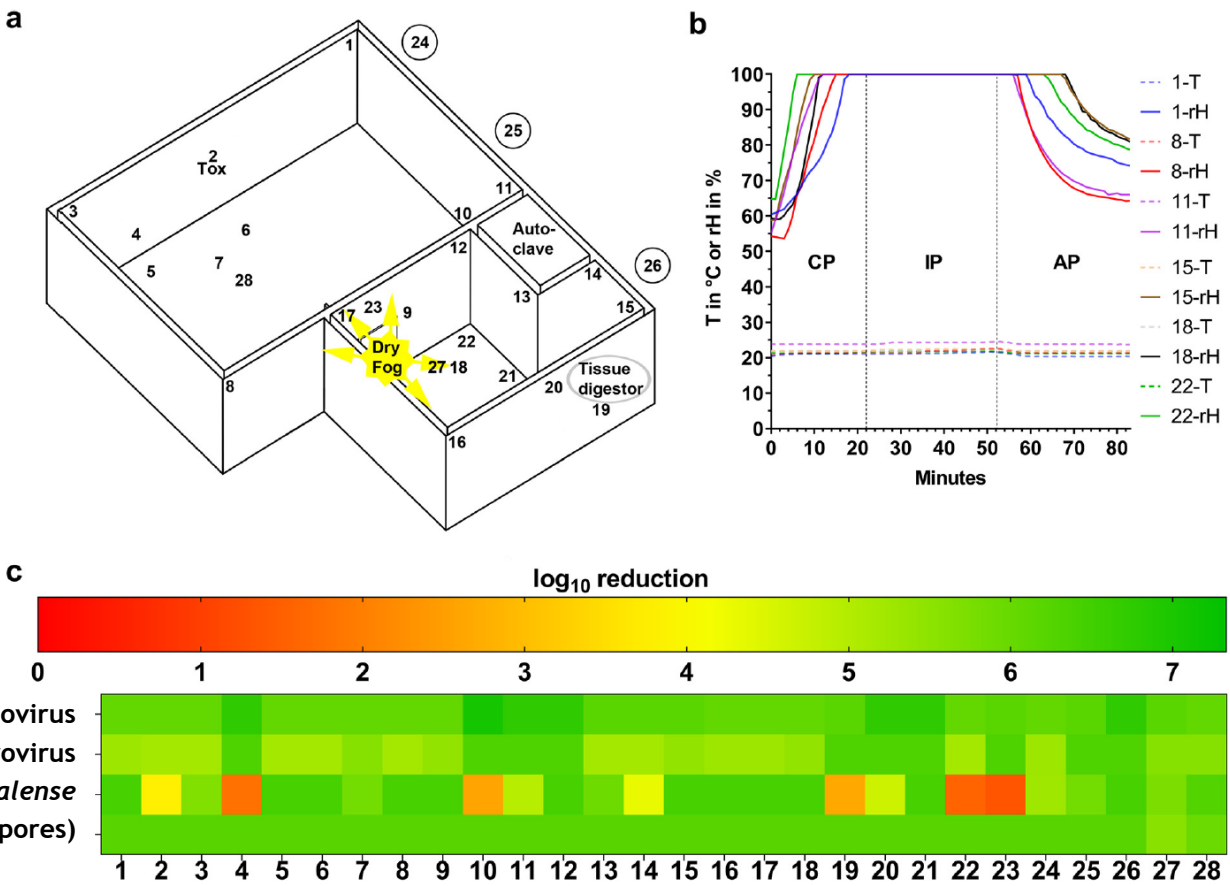 a
1
24
2
Tox
25
3
11
4
6
10
Auto-
clave
12
5
7
28
26
14
13
15
17
23
9
Dry
Fog
22
27
18
21
20
Tissue
digestor
19
8
16
b
T in °C or rH in %
100
90
80
70
60
50
40
30
20
10
0
CP
IP
AP
0 10 20 30 40 50 60 70 80
Minutes
1-T
1-rH
8-T
8-rH
11-T
11-rH
15-T
15-rH
18-T
18-rH
22-T
22-rH
c
log10 reduction
0 1 2 3 4 5 6 7
ovirus
ovirus
alense
pores)
1 2 3 4 5 6 7 8 9 10 11 12 13 14 15 16 17 18 19 20 21 22 23 24 25 26 27 28